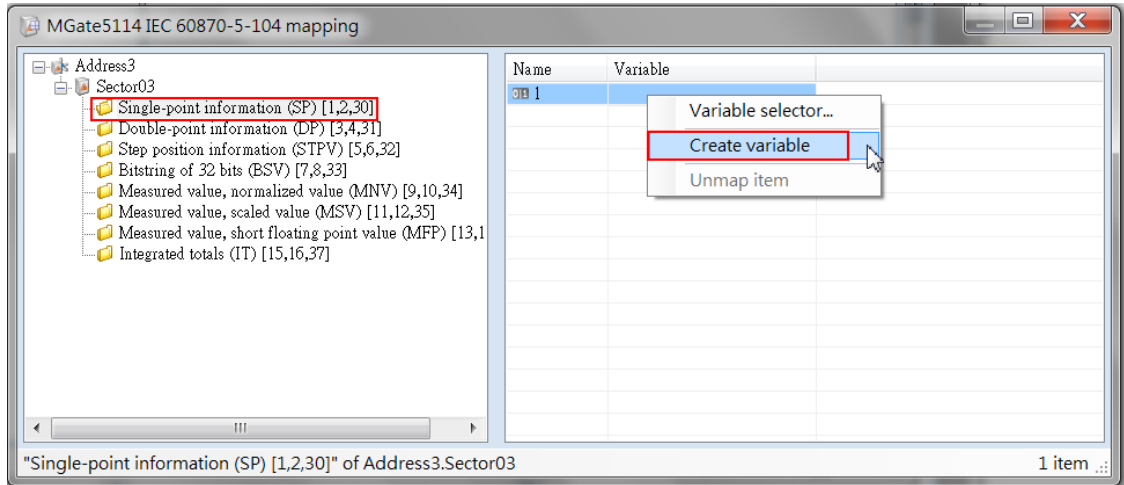 MGate5114 IEC 60870-5-104 mapping
Address3
Sector03
Single-point information (SP) [1,2,30]
Double-point information (DP) [3,4,31]
Step position information (STPV) [5,6,32]
Bitstring of 32 bits (BSV) [7,8,33]
Measured value, normalized value (MNV) [9,10,34]
Measured value, scaled value (MSV) [11,12,35]
Measured value, short floating point value (MFP) [13,1
Integrated totals (IT) [15,16,37]
Name Variable
1
Variable selector...
Create variable
Unmap item
"Single-point information (SP) [1,2,30]" of Address3.Sector03 1 item